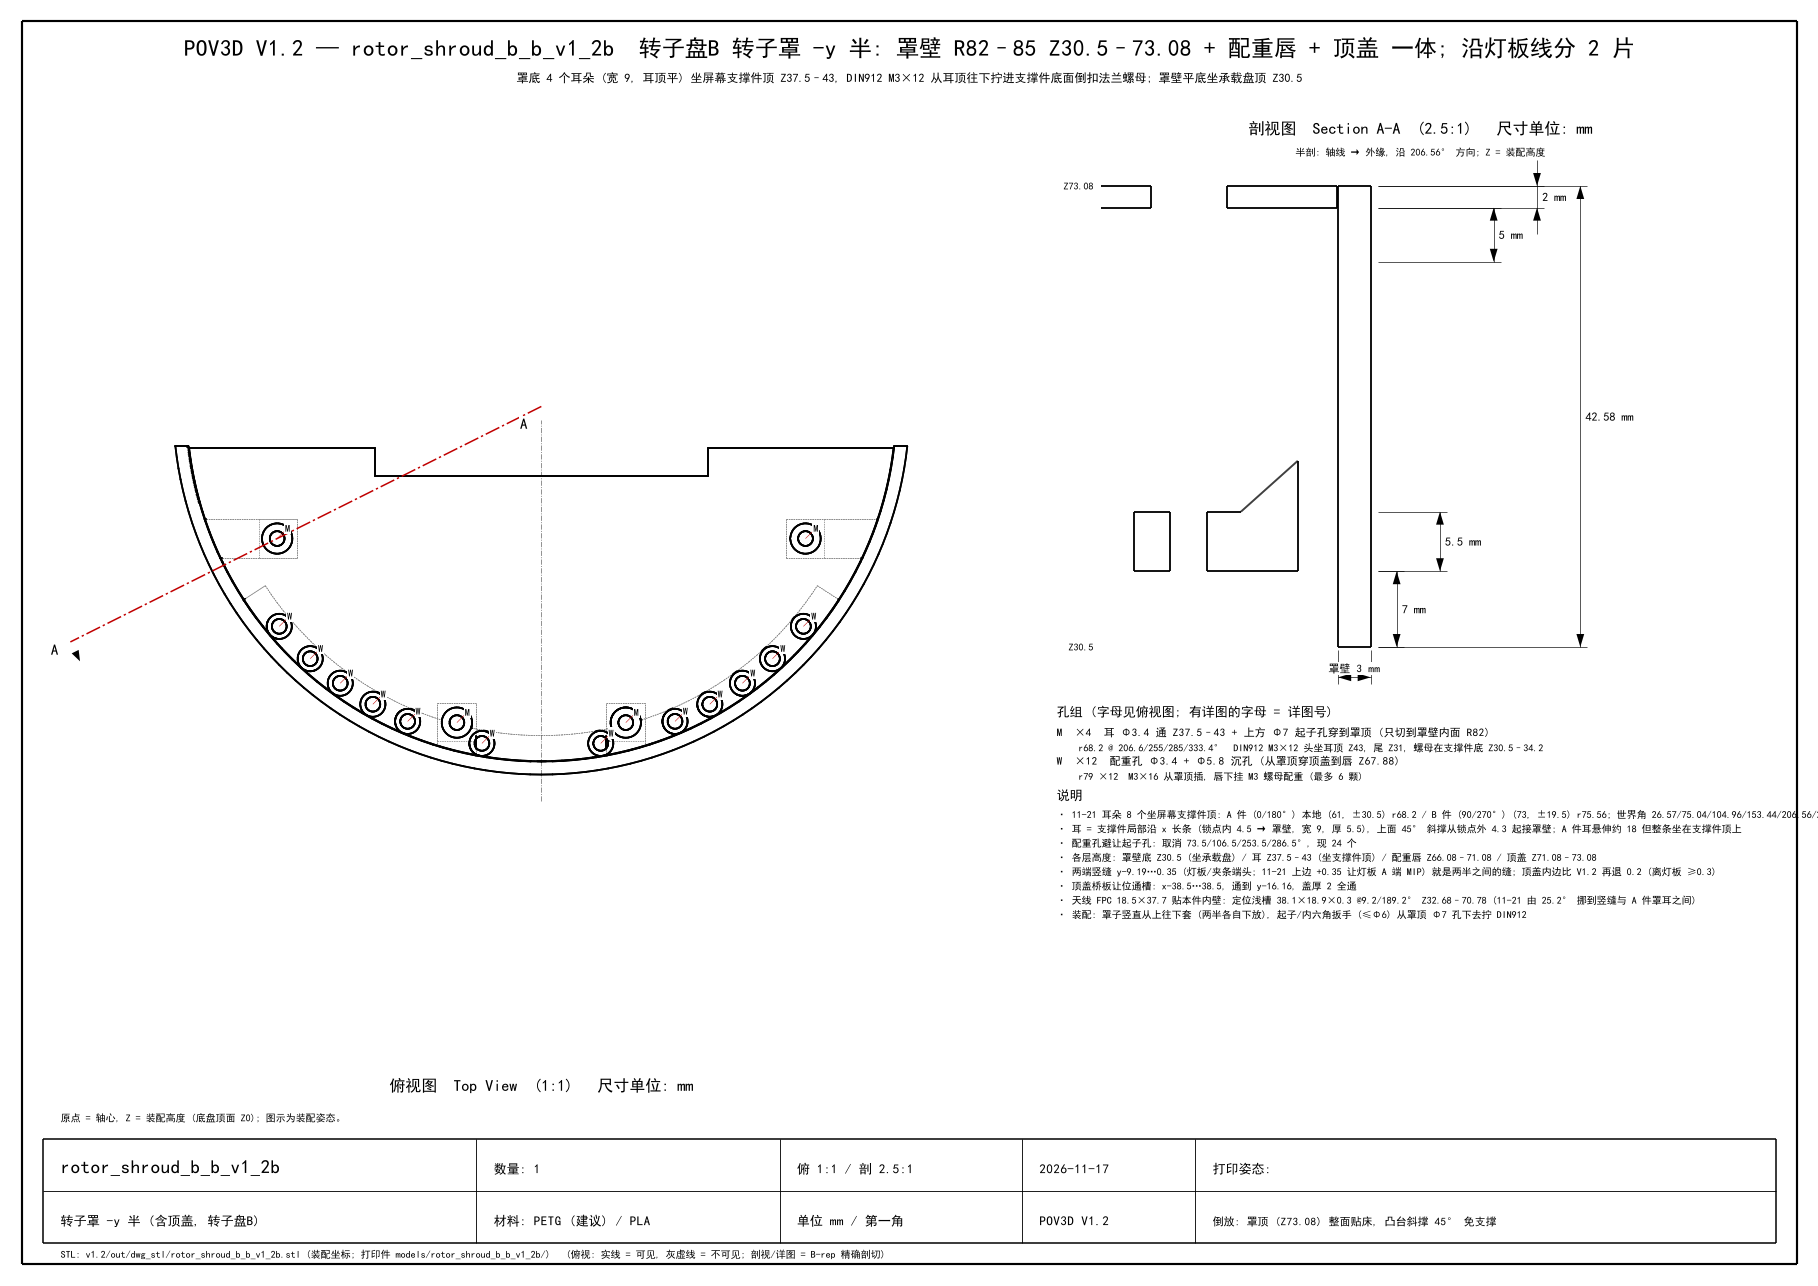 POV3D V1.2 — rotor_shroud_b_b_v1_2b 转子盘B 转子罩 -y 半: 罩壁 R82–85 Z30.5–73.08 + 配重唇 + 顶盖 一体; 沿灯板线分 2 片
罩底 4 个耳朵 (宽 9, 耳顶平) 坐屏幕支撑件顶 Z37.5–43, DIN912 M3×12 从耳顶往下拧进支撑件底面倒扣法兰螺母; 罩壁平底坐承载盘顶 Z30.5
剖视图 Section A-A (2.5:1) 尺寸单位: mm
半剖: 轴线 → 外缘, 沿 206.56° 方向; Z = 装配高度
Z73.08
2 mm
5 mm
42.58 mm
5.5 mm
7 mm
Z30.5
罩壁 3 mm
A
A
M
M
W
W
W
W
W
W
W
W
W
W
M
M
W
W
孔组 (字母见俯视图; 有详图的字母 = 详图号)
M ×4 耳 Φ3.4 通 Z37.5–43 + 上方 Φ7 起子孔穿到罩顶 (只切到罩壁内面 R82)
r68.2 @ 206.6/255/285/333.4° DIN912 M3×12 头坐耳顶 Z43, 尾 Z31, 螺母在支撑件底 Z30.5–34.2
W ×12 配重孔 Φ3.4 + Φ5.8 沉孔 (从罩顶穿顶盖到唇 Z67.88)
r79 ×12 M3×16 从罩顶插, 唇下挂 M3 螺母配重 (最多 6 颗)
说明
· 11-21 耳朵 8 个坐屏幕支撑件顶: A 件 (0/180°) 本地 (61, ±30.5) r68.2 / B 件 (90/270°) (73, ±19.5) r75.56; 世界角 26.57/75.04/104.96/153.44/206.56/
· 耳 = 支撑件局部沿 x 长条 (锁点内 4.5 → 罩壁, 宽 9, 厚 5.5), 上面 45° 斜撑从锁点外 4.3 起接罩壁; A 件耳悬伸约 18 但整条坐在支撑件顶上
· 配重孔避让起子孔: 取消 73.5/106.5/253.5/286.5°, 现 24 个
· 各层高度: 罩壁底 Z30.5 (坐承载盘) / 耳 Z37.5–43 (坐支撑件顶) / 配重唇 Z66.08–71.08 / 顶盖 Z71.08–73.08
· 两端竖缝 y-9.19…0.35 (灯板/夹条端头; 11-21 上边 +0.35 让灯板 A 端 MIP) 就是两半之间的缝; 顶盖内边比 V1.2 再退 0.2 (离灯板 ≥0.3)
· 顶盖桥板让位通槽: x-38.5…38.5, 通到 y-16.16, 盖厚 2 全通
· 天线 FPC 18.5×37.7 贴本件内壁: 定位浅槽 38.1×18.9×0.3 @9.2/189.2° Z32.68–70.78 (11-21 由 25.2° 挪到竖缝与 A 件罩耳之间)
· 装配: 罩子竖直从上往下套 (两半各自下放), 起子/内六角扳手 (≤Φ6) 从罩顶 Φ7 孔下去拧 DIN912
俯视图 Top View (1:1) 尺寸单位: mm
原点 = 轴心, Z = 装配高度 (底盘顶面 Z0); 图示为装配姿态。
rotor_shroud_b_b_v1_2b
数量: 1
俯 1:1 / 剖 2.5:1
2026-11-17
打印姿态:
转子罩 -y 半 (含顶盖, 转子盘B)
材料: PETG (建议) / PLA
单位 mm / 第一角
POV3D V1.2
倒放: 罩顶 (Z73.08) 整面贴床, 凸台斜撑 45° 免支撑
STL: v1.2/out/dwg_stl/rotor_shroud_b_b_v1_2b.stl (装配坐标; 打印件 models/rotor_shroud_b_b_v1_2b/) (俯视: 实线 = 可见, 灰虚线 = 不可见; 剖视/详图 = B-rep 精确剖切)